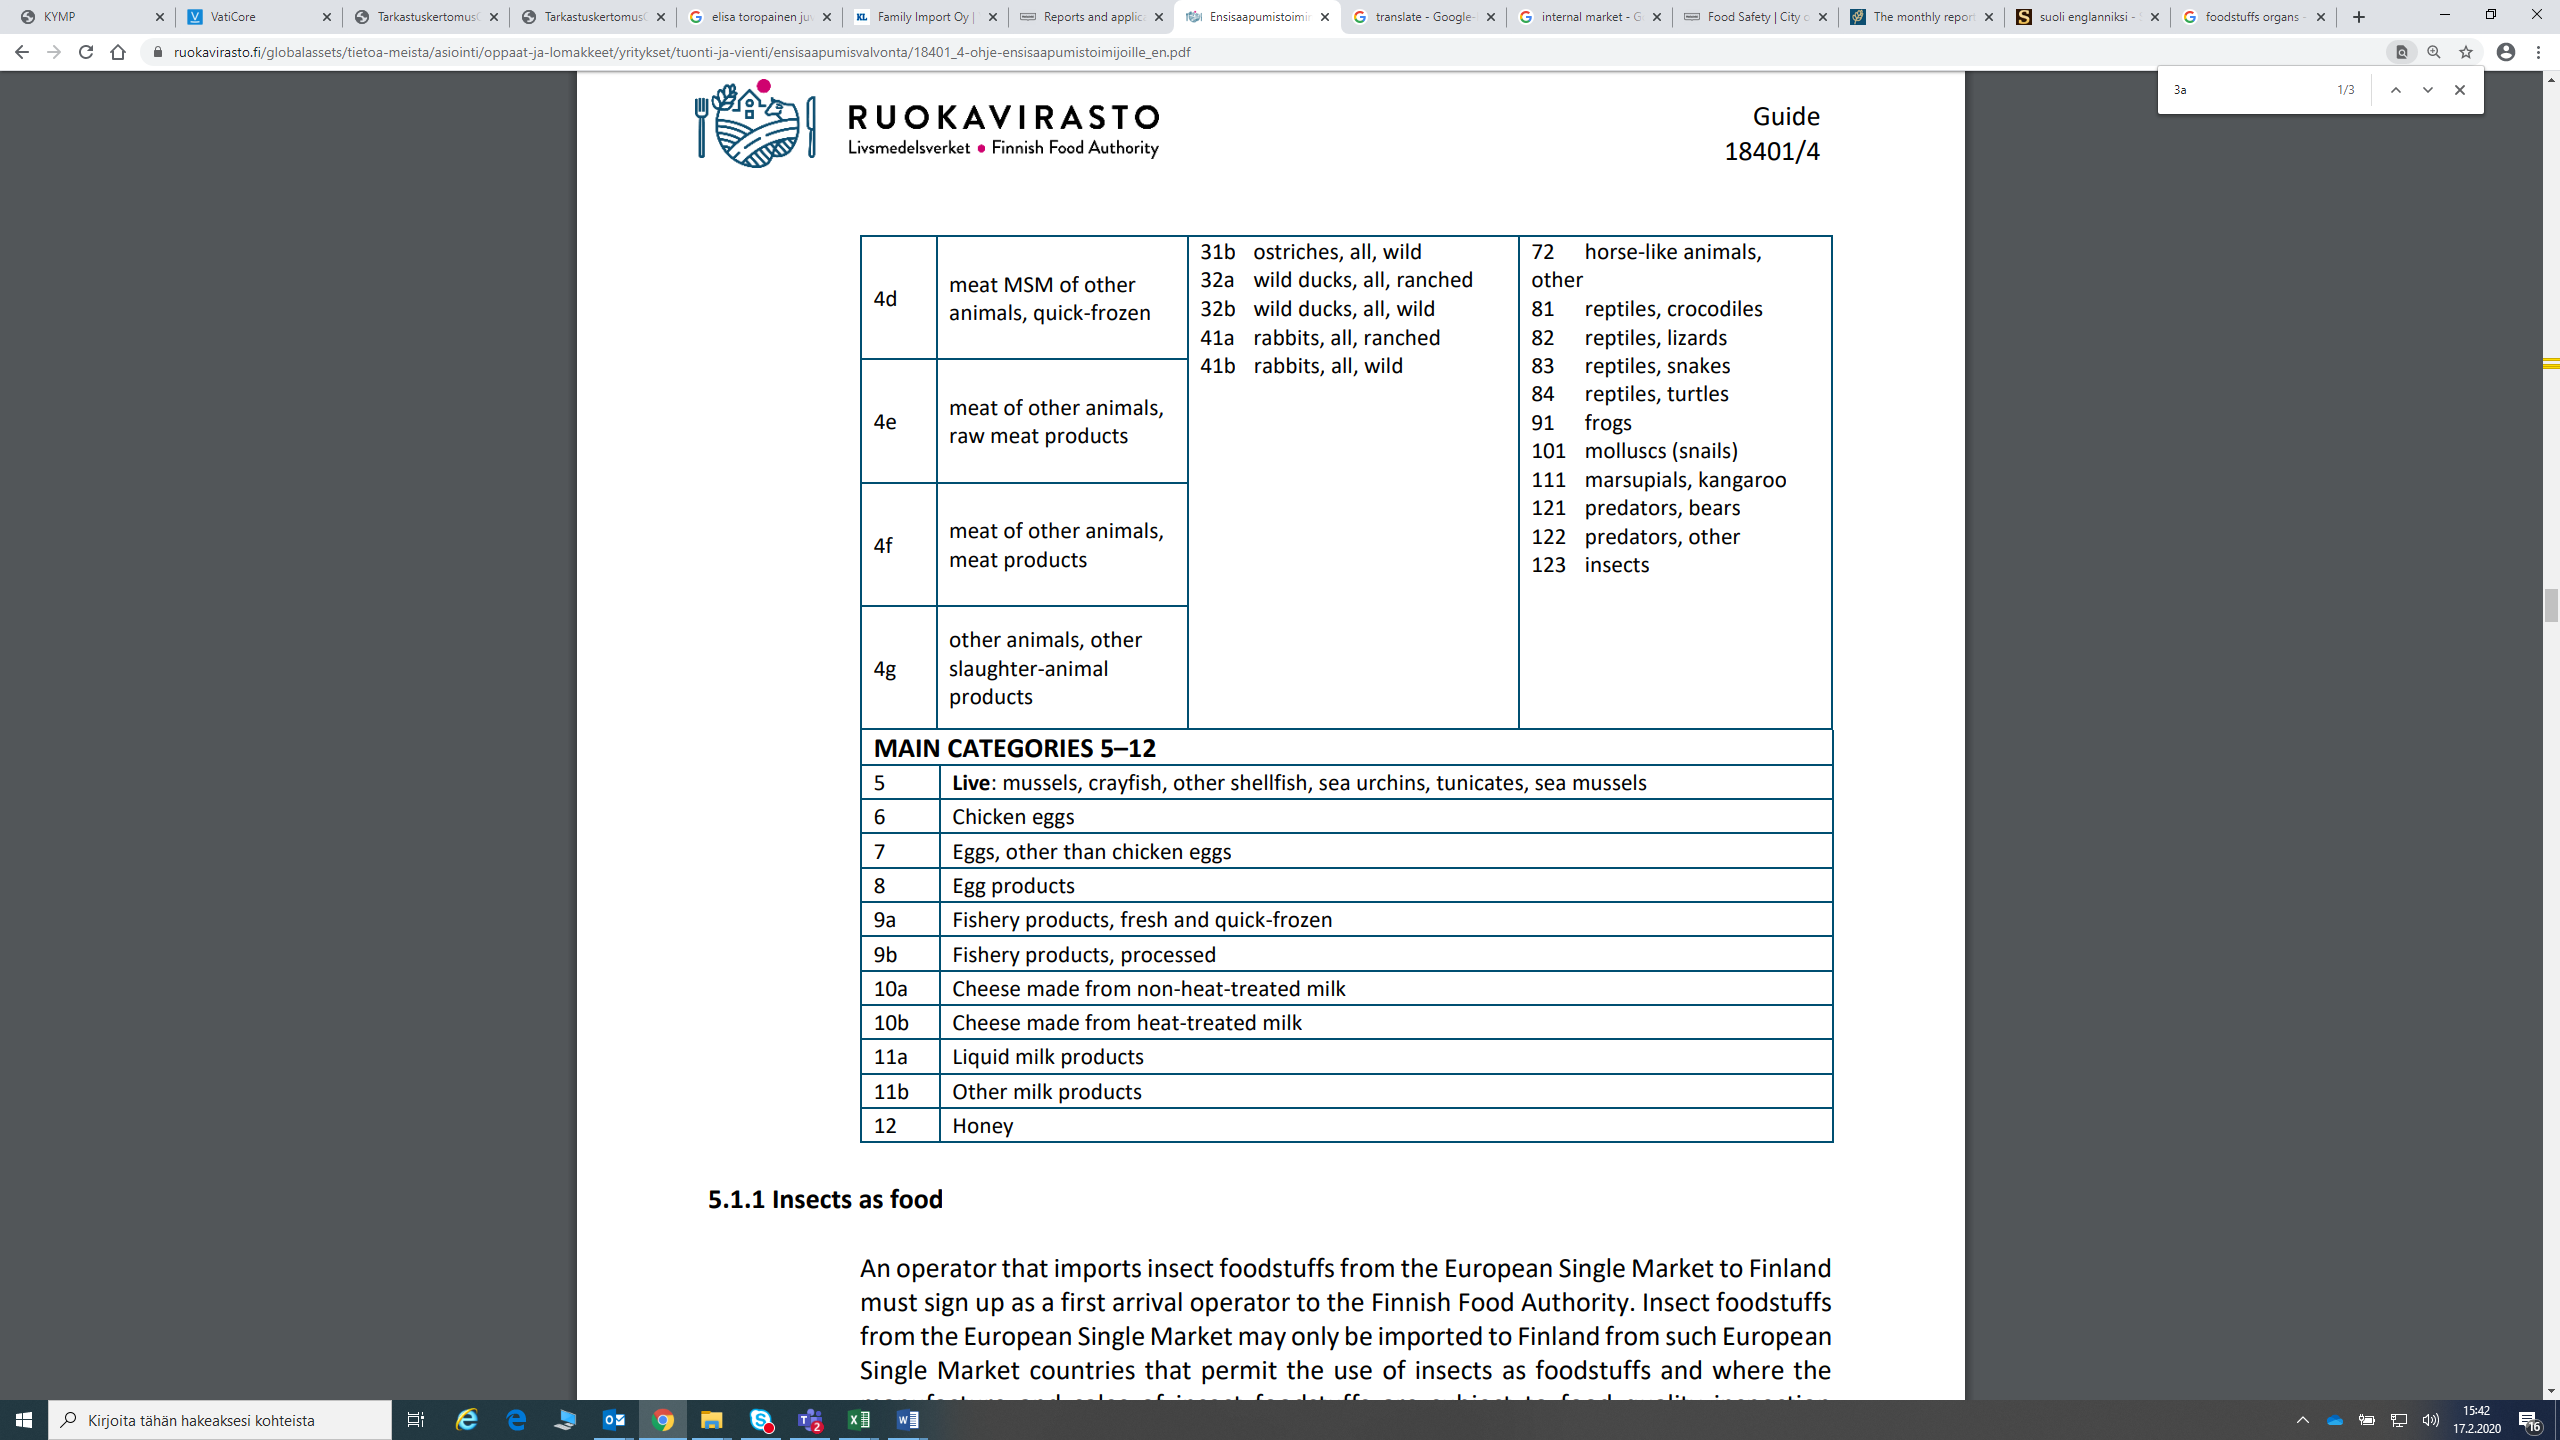 KYMP
VatiCore
Tarkastuskertomus
Tarkastuskertomus
elisa toropainen
Family Import Oy |
Reports and applic
Ensisaapumistoimi
translate - Google-
internal market - G
Food Safety | City o
The monthly repor
suoli englanniksi -
foodstuffs organs -
ruokavirasto.fi/globalassets/tietoa-meista/asiointi/oppaat-ja-lomakkeet/yritykset/tuonti-ja-vienti/ensisaapumisvalvonta/18401_4-ohje-ensisaapumistoimijoille_en.pdf
3a 1/3
RUOKAVIRASTO
Livsmedelsverket • Finnish Food Authority
Guide
18401/4
4d
meat MSM of other
animals, quick-frozen
4e
meat of other animals,
raw meat products
4f
meat of other animals,
meat products
4g
other animals, other
slaughter-animal
products
31b ostriches, all, wild
32a wild ducks, all, ranched
32b wild ducks, all, wild
41a rabbits, all, ranched
41b rabbits, all, wild
72 horse-like animals,
other
81 reptiles, crocodiles
82 reptiles, lizards
83 reptiles, snakes
84 reptiles, turtles
91 frogs
101 molluscs (snails)
111 marsupials, kangaroo
121 predators, bears
122 predators, other
123 insects
MAIN CATEGORIES 5–12
5 Live: mussels, crayfish, other shellfish, sea urchins, tunicates, sea mussels
6 Chicken eggs
7 Eggs, other than chicken eggs
8 Egg products
9a Fishery products, fresh and quick-frozen
9b Fishery products, processed
10a Cheese made from non-heat-treated milk
10b Cheese made from heat-treated milk
11a Liquid milk products
11b Other milk products
12 Honey
5.1.1 Insects as food
An operator that imports insect foodstuffs from the European Single Market to Finland
must sign up as a first arrival operator to the Finnish Food Authority. Insect foodstuffs
from the European Single Market may only be imported to Finland from such European
Single Market countries that permit the use of insects as foodstuffs and where the
Kirjoita tähän hakeaksesi kohteista
15:42
17.2.2020
16